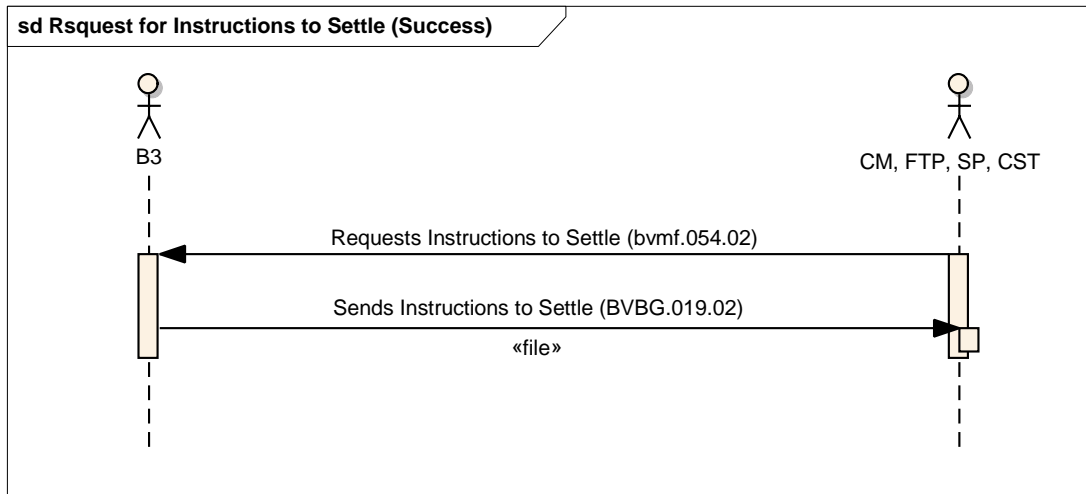 sd Rsquest for Instructions to Settle (Success)
B3
CM, FTP, SP, CST
Requests Instructions to Settle (bvmf.054.02)
Sends Instructions to Settle (BVBG.019.02)
«file»